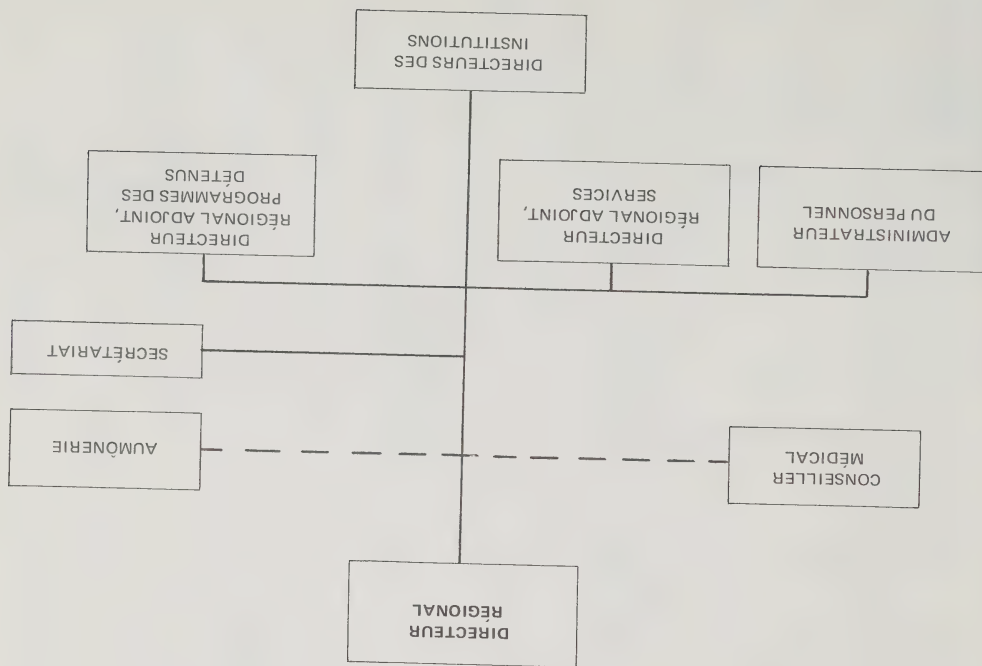 DIRECTEUR
RÉGIONAL
CONSEILLER
MÉDICAL
AUMÔNERIE
SECRÉTARIAT
ADMINISTRATEUR
DU PERSONNEL
DIRECTEUR
RÉGIONAL ADJOINT,
SERVICES
DIRECTEUR
RÉGIONAL ADJOINT,
PROGRAMMES DES
DÉTENUS
DIRECTEURS DES
INSTITUTIONS